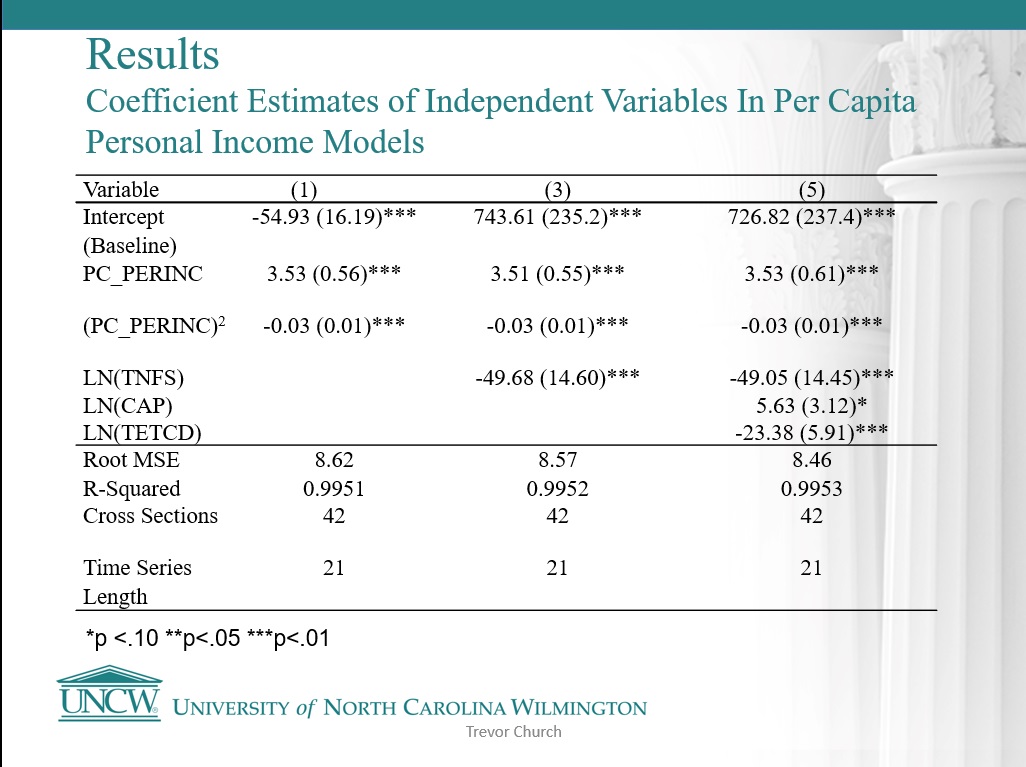 Results
Coefficient Estimates of Independent Variables In Per Capita
Personal Income Models
Variable (1) (3) (5)
Intercept -54.93 (16.19)*** 743.61 (235.2)*** 726.82 (237.4)***
(Baseline)
PC_PERINC 3.53 (0.56)*** 3.51 (0.55)*** 3.53 (0.61)***
(PC_PERINC)² -0.03 (0.01)*** -0.03 (0.01)*** -0.03 (0.01)***
LN(TNFS) -49.68 (14.60)*** -49.05 (14.45)***
LN(CAP) 5.63 (3.12)*
LN(TETCD) -23.38 (5.91)***
Root MSE 8.62 8.57 8.46
R-Squared 0.9951 0.9952 0.9953
Cross Sections 42 42 42
Time Series 21 21 21
Length
*p <.10 **p<.05 ***p<.01
UNCW® UNIVERSITY of NORTH CAROLINA WILMINGTON
Trevor Church